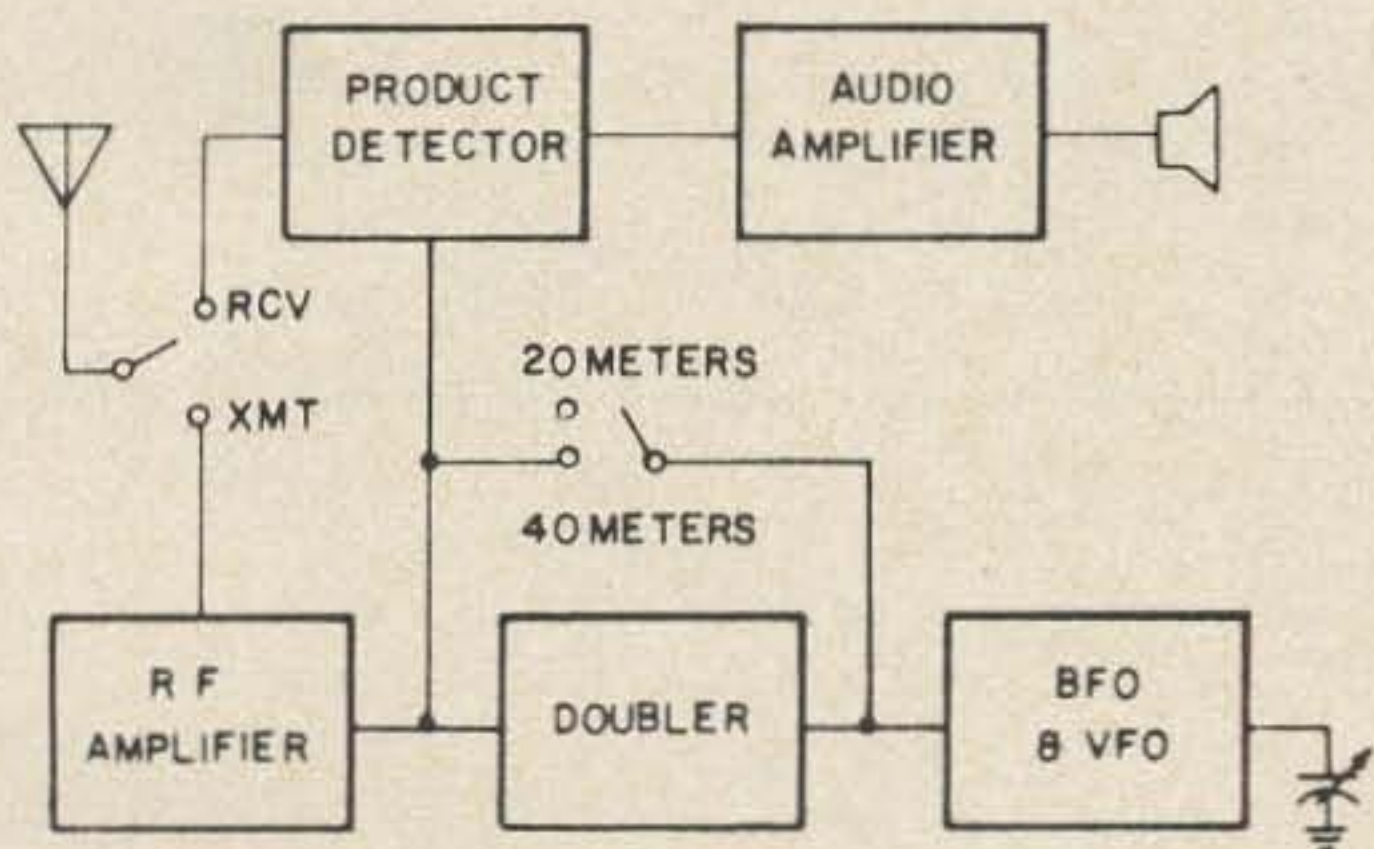 PRODUCT
DETECTOR
AUDIO
AMPLIFIER
RCV
XMT
20 METERS
40 METERS
R F
AMPLIFIER
DOUBLER
BFO
& VFO